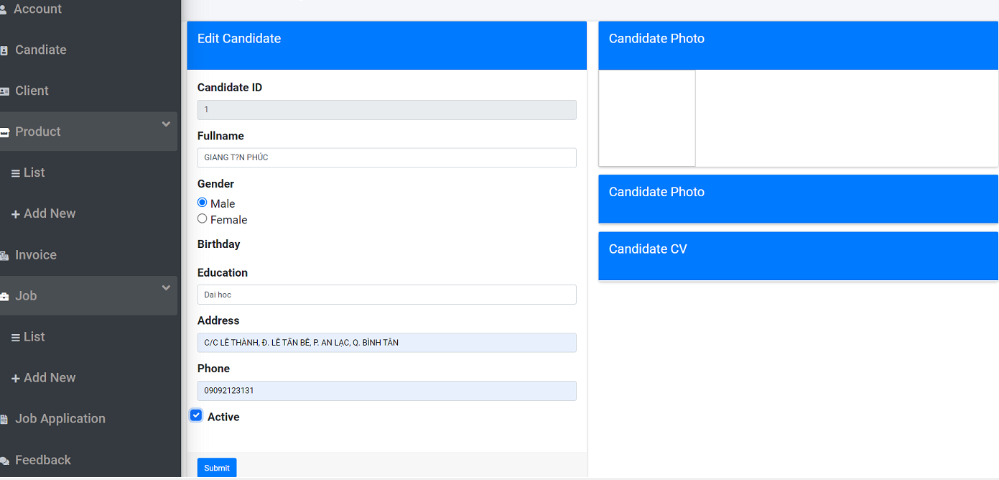 Account
Candiate
Client
Product
List
Add New
Invoice
Job
List
Add New
Job Application
Feedback
Edit Candidate
Candidate ID
1
Fullname
GIANG T?N PHÚC
Gender
Male
Female
Birthday
Education
Dai hoc
Address
C/C LÊ THÀNH, Đ. LÊ TẤN BÊ, P. AN LẠC, Q. BÌNH TÂN
Phone
09092123131
Active
Submit
Candidate Photo
Candidate Photo
Candidate CV